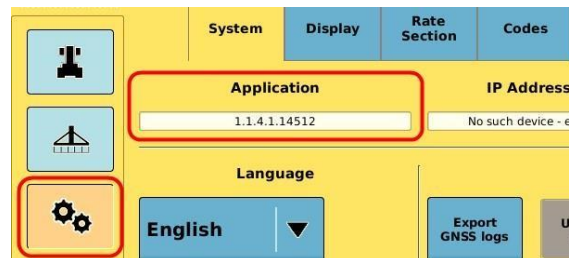 System
Display
Rate
Section
Codes
Application
IP Address
1.1.4.1.14512
No such device - e
Language
English
Export
GNSS logs
U